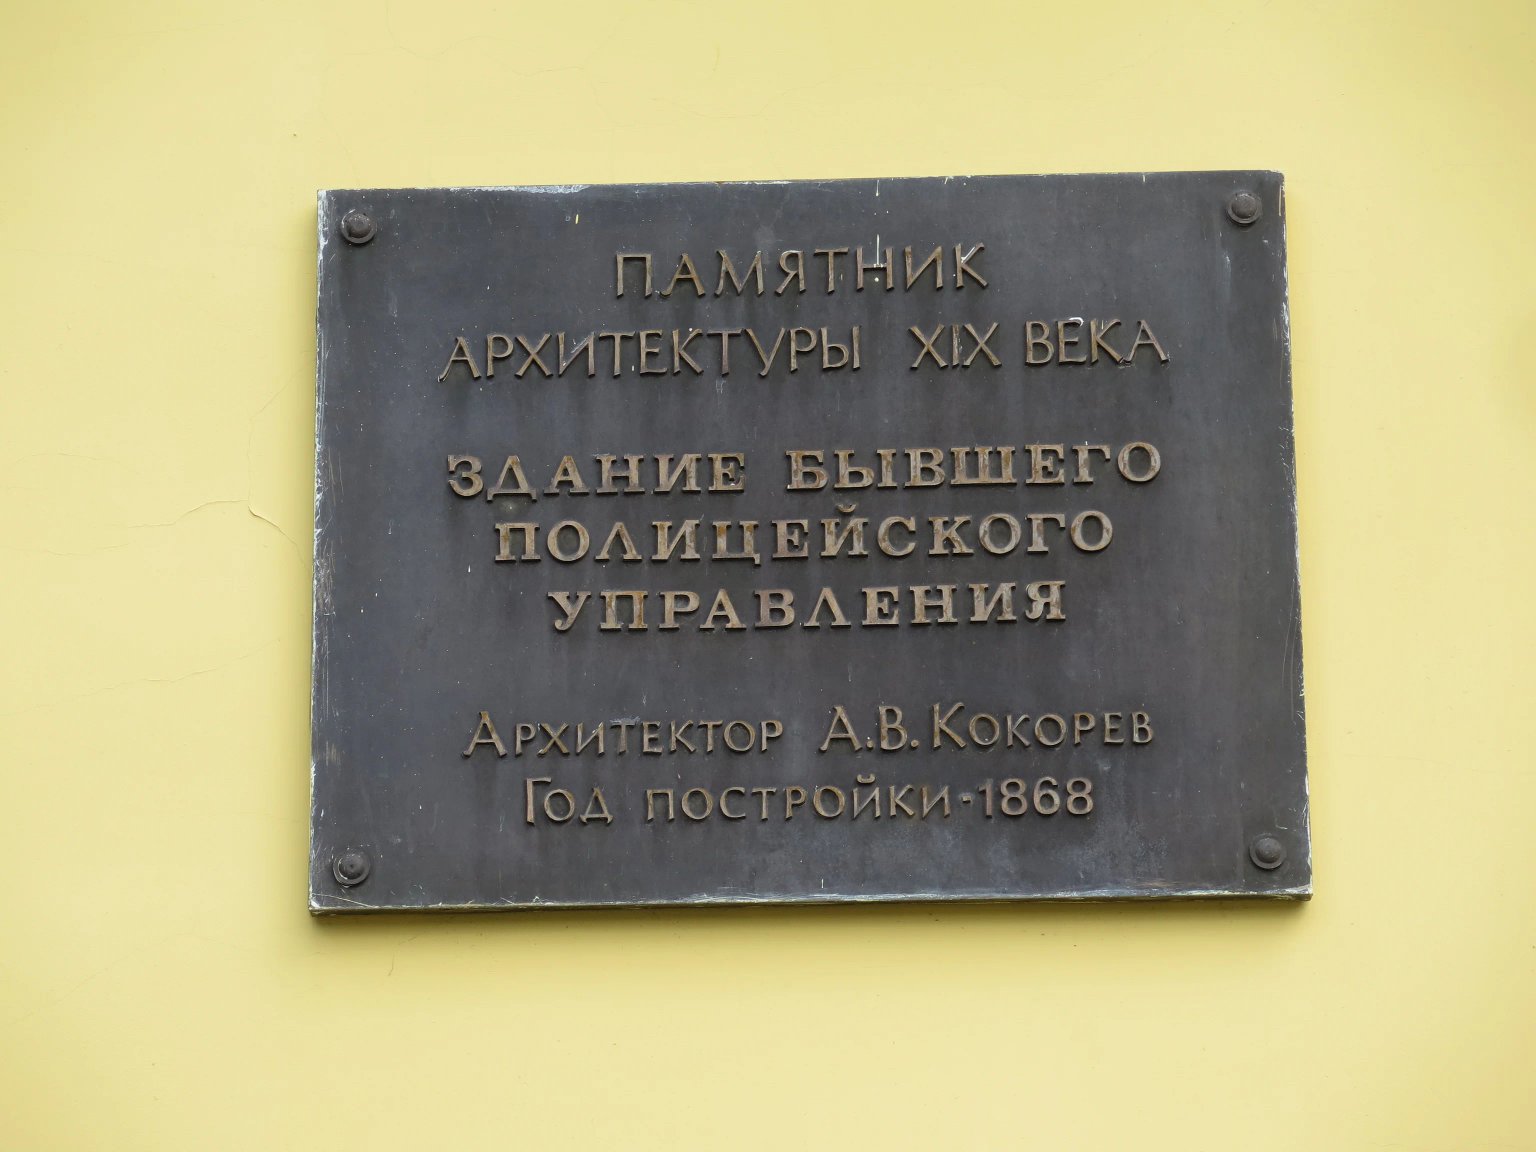 ПАМЯТНИК
АРХИТЕКТУРЫ XIX ВЕКА
ЗДАНИЕ БЫВШЕГО
ПОЛИЦЕЙСКОГО
УПРАВЛЕНИЯ
АРХИТЕКТОР А.В. КОКОРЕВ
ГОД ПОСТРОЙКИ - 1868